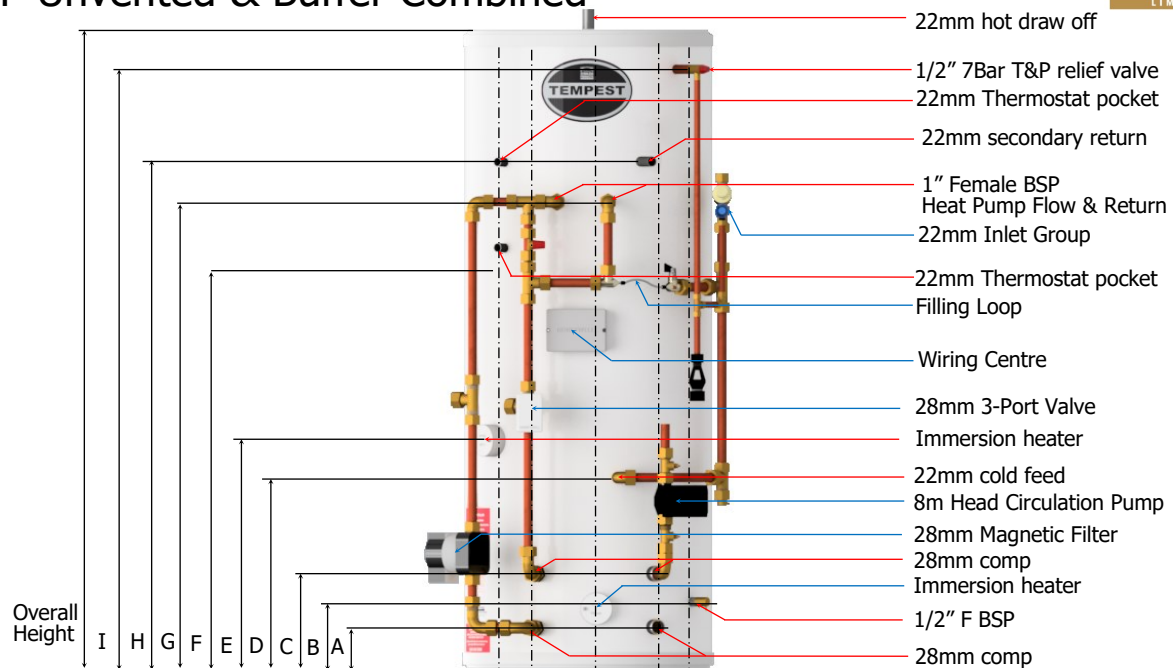 Unvented & Buffer Combined
22mm hot draw off
TEMPEST
1/2” 7Bar T&P relief valve
22mm Thermostat pocket
22mm secondary return
1” Female BSP
Heat Pump Flow & Return
22mm Inlet Group
22mm Thermostat pocket
Filling Loop
Wiring Centre
28mm 3-Port Valve
Immersion heater
22mm cold feed
8m Head Circulation Pump
28mm Magnetic Filter
28mm comp
Immersion heater
1/2” F BSP
28mm comp
Overall
Height
I H G F E D C B A